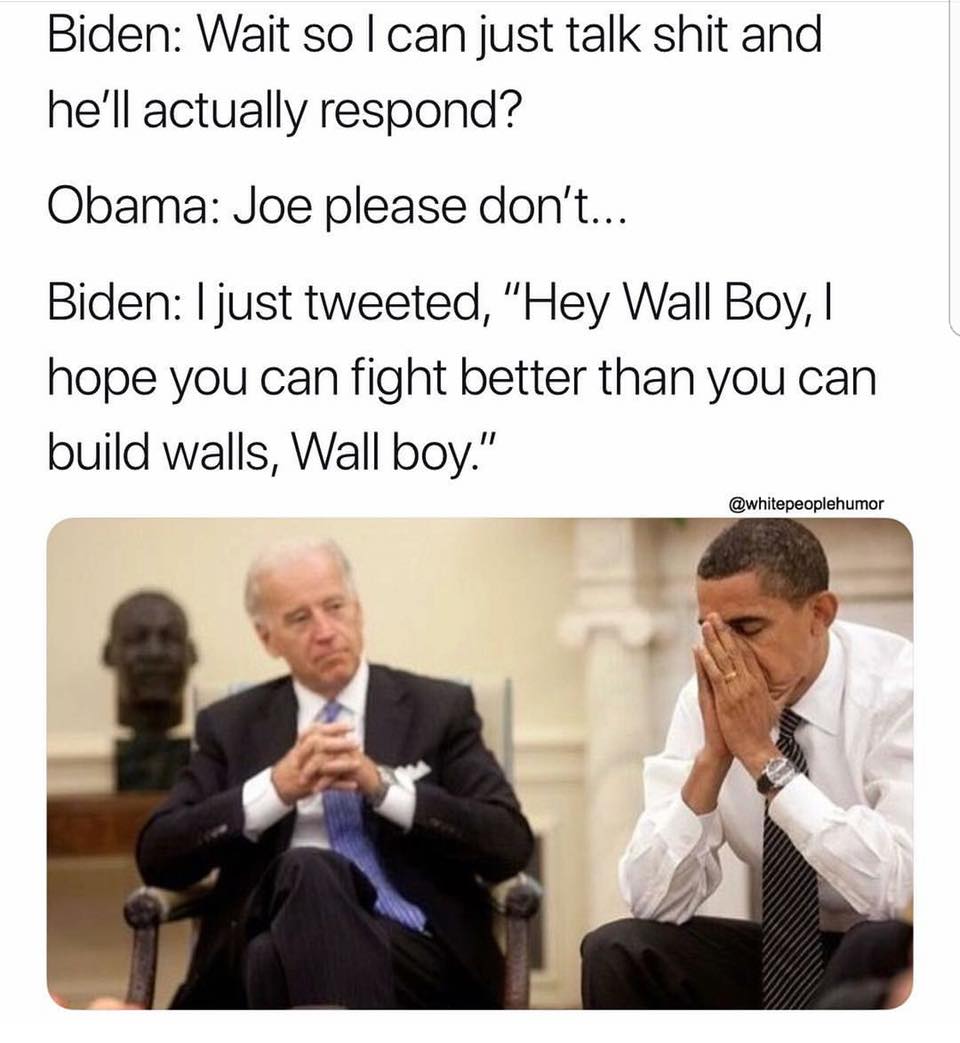 Biden: Wait so I can just talk shit and
he'll actually respond?
Obama: Joe please don't...
Biden: I just tweeted, "Hey Wall Boy, I
hope you can fight better than you can
build walls, Wall boy."
@whitepeoplehumor